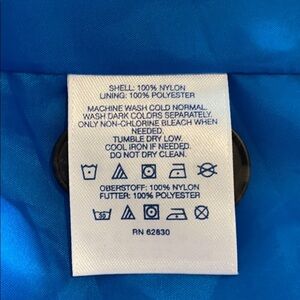 SHELL: 100% NYLON
LINING: 100% POLYESTER
MACHINE WASH COLD NORMAL.
WASH DARK COLORS SEPARATELY.
ONLY NON-CHLORINE BLEACH WHEN
NEEDED.
TUMBLE DRY LOW.
COOL IRON IF NEEDED.
DO NOT DRY CLEAN.
OBERSTOFF: 100% NYLON
FUTTER: 100% POLYESTER
RN 62830